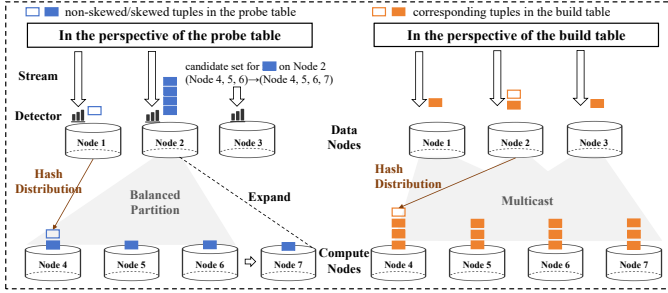 non-skewed/skewed tuples in the probe table
corresponding tuples in the build table
In the perspective of the probe table
In the perspective of the build table
Stream
candidate set for on Node 2
(Node 4, 5, 6)→(Node 4, 5, 6, 7)
Detector
Data
Nodes
Node 1
Node 2
Node 3
Node 1
Node 2
Node 3
Hash
Distribution
Balanced
Partition
Expand
Hash
Distribution
Multicast
Compute
Nodes
Node 4
Node 5
Node 6
Node 7
Node 4
Node 5
Node 6
Node 7